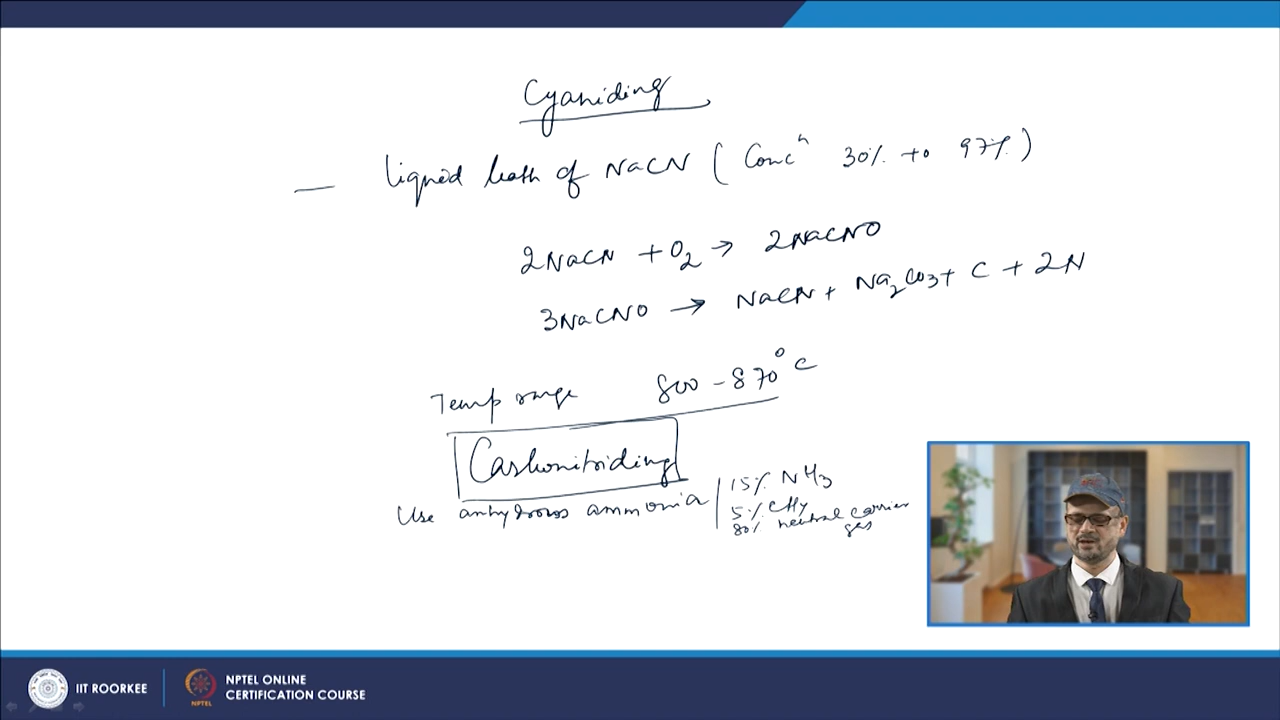 Cyaniding
— Liquid bath of NaCN ( Concⁿ 30% to 97% )
2NaCN + O₂ → 2NaCNO
3NaCNO → NaCN + Na₂CO₃ + C + 2N
Temp range 800 - 870°C
Carbonitriding
Use anhydrous ammonia | 15% NH₃
5% CH₄
80% neutral carrier
gas
IIT ROORKEE
NPTEL
NPTEL ONLINE
CERTIFICATION COURSE